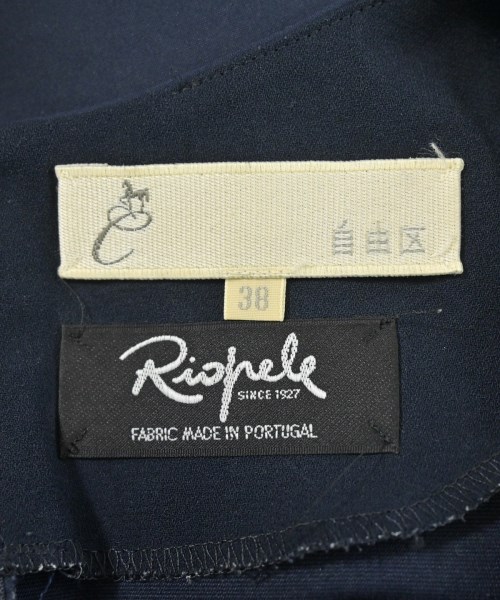 自由区
38
Riopele
SINCE 1927
FABRIC MADE IN PORTUGAL